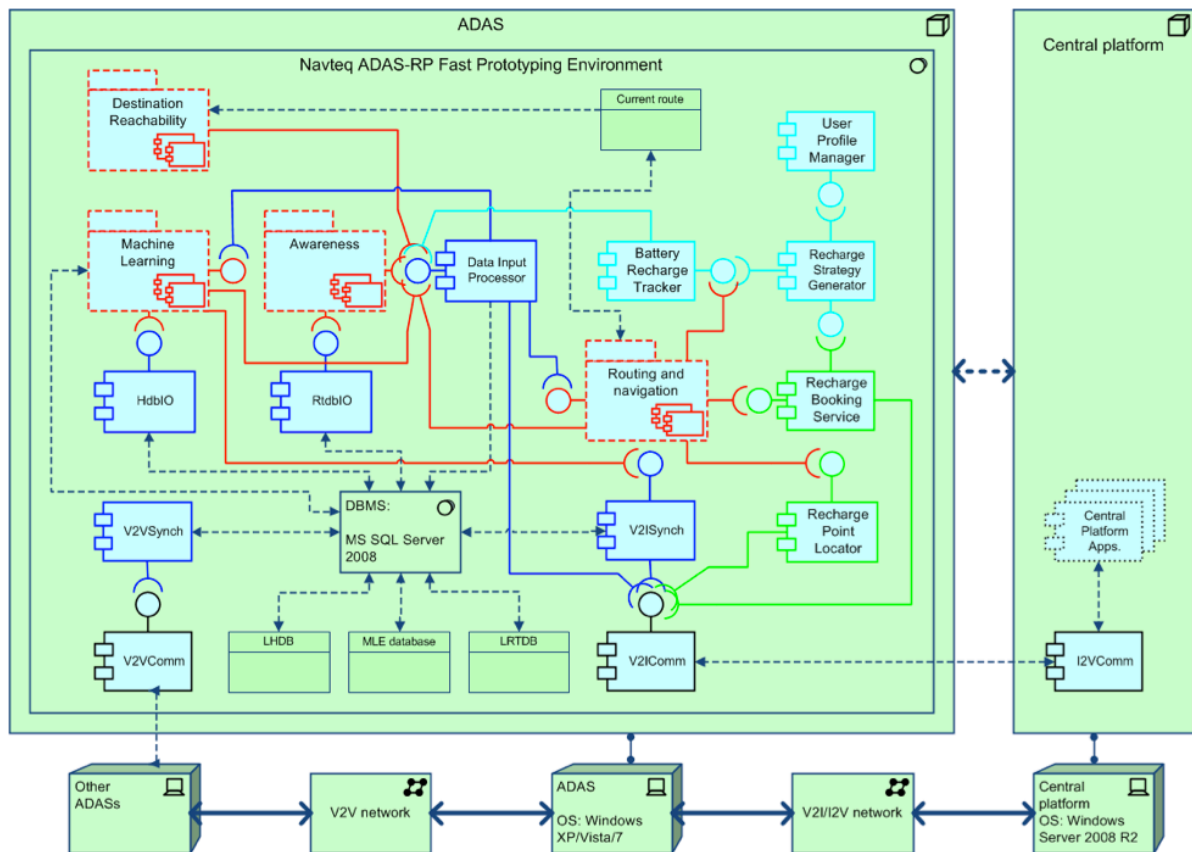 ADAS
Central platform
Navteq ADAS-RP Fast Prototyping Environment
Destination
Reachability
Current route
User
Profile
Manager
Machine
Learning
Awareness
Data Input
Processor
Battery
Recharge
Tracker
Recharge
Strategy
Generator
HdbIO
RtdbIO
Routing and
navigation
Recharge
Booking
Service
V2VSynch
DBMS:
MS SQL Server
2008
V2ISynch
Recharge
Point
Locator
Central
Platform
Apps.
V2VComm
LHDB
MLE database
LRTDB
V2IComm
I2VComm
Other
ADASs
V2V network
ADAS
OS: Windows
XP/Vista/7
V2I/I2V network
Central
platform
OS: Windows
Server 2008 R2